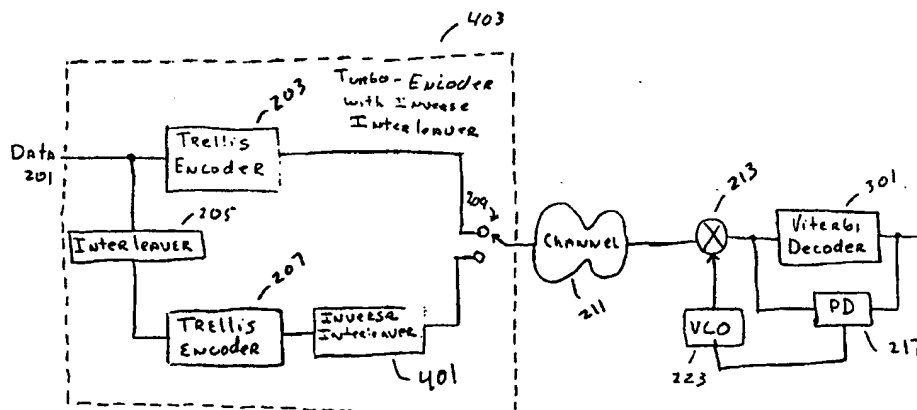 403
Turbo-Encoder
with Inverse
Interleaver
203
Trellis
Encoder
Data
201
205
Interleaver
207
Trellis
Encoder
Inverse
Interleaver
401
209
Channel
211
213
301
Viterbi
Decoder
VCO
223
PD
217